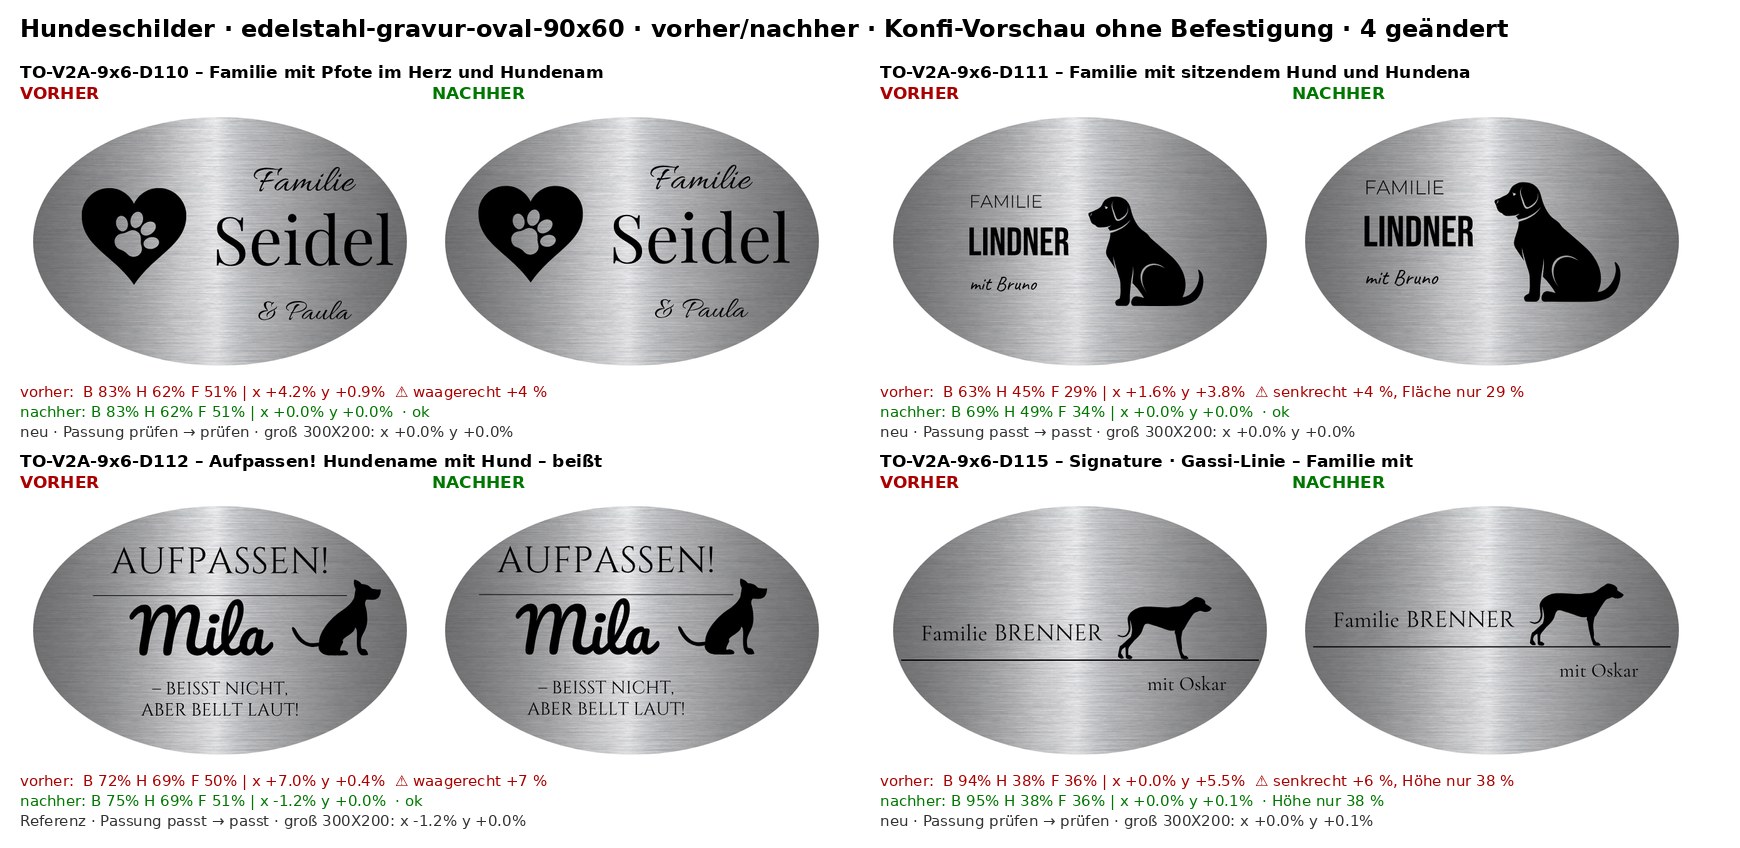 Hundeschilder · edelstahl-gravur-oval-90x60 · vorher/nachher · Konfi-Vorschau ohne Befestigung · 4 geändert
TO-V2A-9x6-D110 – Familie mit Pfote im Herz und Hundenam
VORHER
NACHHER
Familie
Seidel
& Paula
Familie
Seidel
& Paula
vorher: B 83% H 62% F 51% | x +4.2% y +0.9% ⚠ waagerecht +4 %
nachher: B 83% H 62% F 51% | x +0.0% y +0.0% · ok
neu · Passung prüfen → prüfen · groß 300X200: x +0.0% y +0.0%
TO-V2A-9x6-D111 – Familie mit sitzendem Hund und Hundena
VORHER
NACHHER
FAMILIE
LINDNER
mit Bruno
FAMILIE
LINDNER
mit Bruno
vorher: B 63% H 45% F 29% | x +1.6% y +3.8% ⚠ senkrecht +4 %, Fläche nur 29 %
nachher: B 69% H 49% F 34% | x +0.0% y +0.0% · ok
neu · Passung passt → passt · groß 300X200: x +0.0% y +0.0%
TO-V2A-9x6-D112 – Aufpassen! Hundename mit Hund – beißt
VORHER
NACHHER
AUFPASSEN!
Mila
– BEISST NICHT,
ABER BELLT LAUT!
AUFPASSEN!
Mila
– BEISST NICHT,
ABER BELLT LAUT!
vorher: B 72% H 69% F 50% | x +7.0% y +0.4% ⚠ waagerecht +7 %
nachher: B 75% H 69% F 51% | x -1.2% y +0.0% · ok
Referenz · Passung passt → passt · groß 300X200: x -1.2% y +0.0%
TO-V2A-9x6-D115 – Signature · Gassi-Linie – Familie mit
VORHER
NACHHER
Familie BRENNER
mit Oskar
Familie BRENNER
mit Oskar
vorher: B 94% H 38% F 36% | x +0.0% y +5.5% ⚠ senkrecht +6 %, Höhe nur 38 %
nachher: B 95% H 38% F 36% | x +0.0% y +0.1% · Höhe nur 38 %
neu · Passung prüfen → prüfen · groß 300X200: x +0.0% y +0.1%